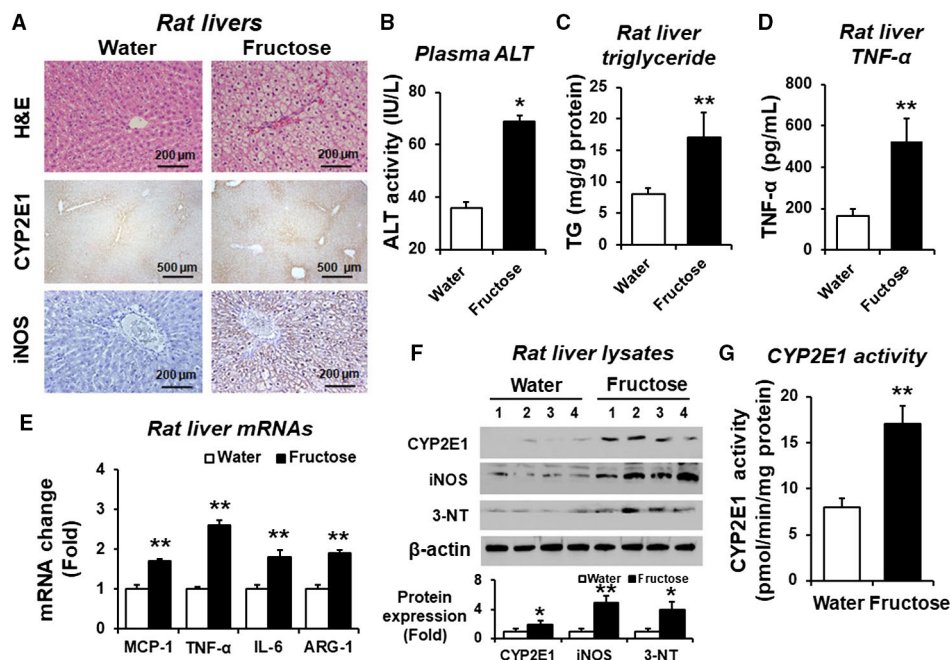 A
Rat livers
Water Fructose
H&E
200 μm 200 μm
CYP2E1
500 μm 500 μm
iNOS
200 μm 200 μm
B
Plasma ALT
ALT activity (IU/L)
100
80
60
40
20
*
Water
Fructose
C
Rat liver
triglyceride
TG (mg/g protein)
25
20
15
10
5
0
**
Water
Fructose
D
Rat liver
TNF-α
TNF-α (pg/mL)
800
600
400
200
0
**
Water
Fuctose
E
Rat liver mRNAs
Water Fructose
mRNA change
(Fold)
4
3
2
1
0
** ** ** **
MCP-1 TNF-α IL-6 ARG-1
F
Rat liver lysates
Water Fructose
1 2 3 4 1 2 3 4
CYP2E1
iNOS
3-NT
β-actin
Water Fructose
Protein
expression
(Fold)
8
4
0
* ** *
CYP2E1 iNOS 3-NT
G
CYP2E1 activity
CYP2E1 activity
(pmol/min/mg protein)
20
15
10
5
0
**
Water Fructose